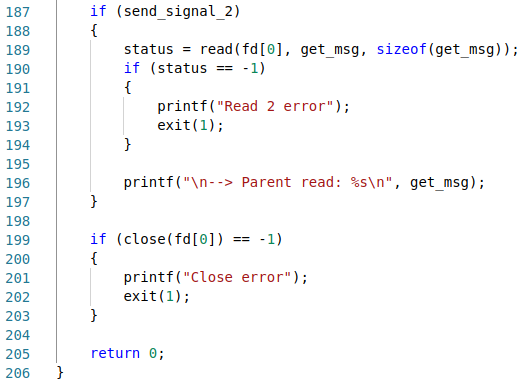 187 if (send_signal_2)
188 {
189 status = read(fd[0], get_msg, sizeof(get_msg));
190 if (status == -1)
191 {
192 printf("Read 2 error");
193 exit(1);
194 }
195
196 printf("\n--> Parent read: %s\n", get_msg);
197 }
198
199 if (close(fd[0]) == -1)
200 {
201 printf("Close error");
202 exit(1);
203 }
204
205 return 0;
206 }